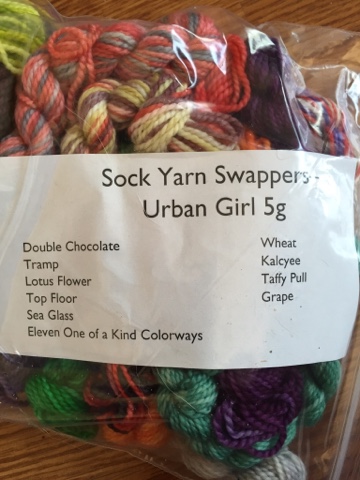 Sock Yarn Swappers-
Urban Girl 5g
Double Chocolate
Tramp
Lotus Flower
Top Floor
Sea Glass
Eleven One of a Kind Colorways
Wheat
Kalcyee
Taffy Pull
Grape